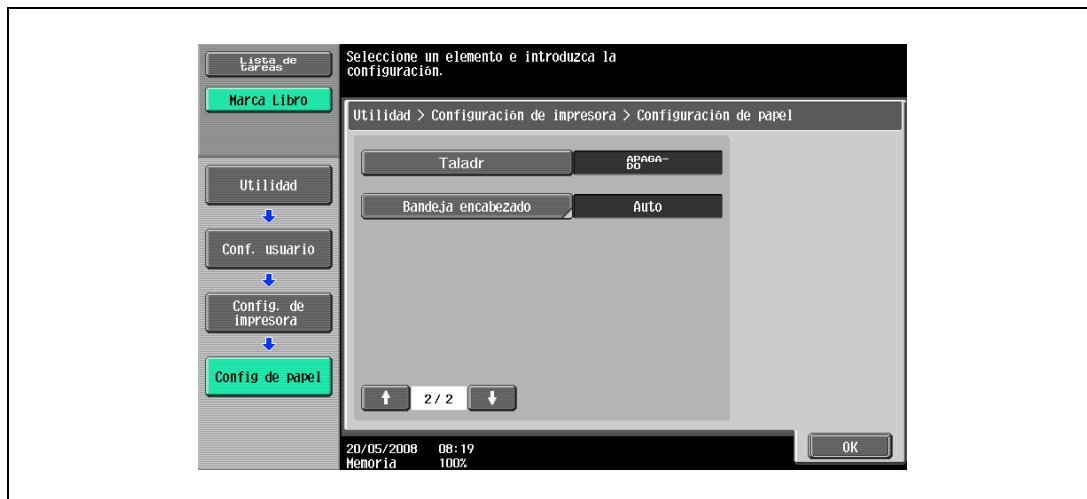 Lista de
tareas
Marca Libro
Seleccione un elemento e introduzca la
configuración.
Utilidad > Configuración de impresora > Configuración de papel
Utilidad
Conf. usuario
Config. de
impresora
Config de papel
Taladr
APAGA-
DO
Bandeja encabezado
Auto
2/2
20/05/2008 08:19
Memoria 100%
OK